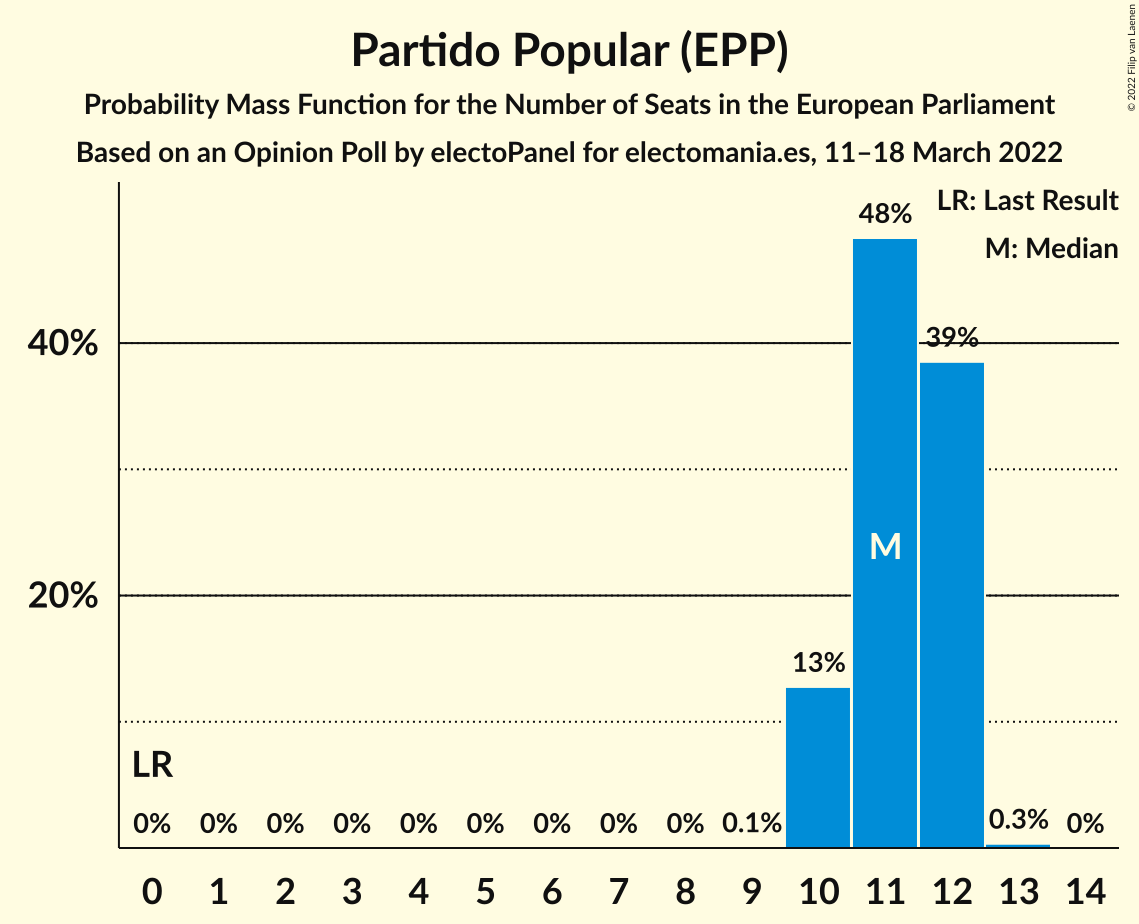 Partido Popular (EPP)
Probability Mass Function for the Number of Seats in the European Parliament
Based on an Opinion Poll by electoPanel for electomania.es, 11–18 March 2022
© 2022 Filip van Laenen
LR: Last Result
M: Median
48%
39%
40%
M
20%
13%
LR
0% 0% 0% 0% 0% 0% 0% 0% 0% 0.1% 0.3% 0%
0 1 2 3 4 5 6 7 8 9 10 11 12 13 14